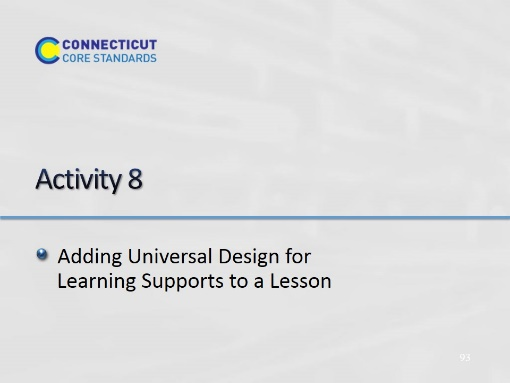 CONNECTICUT
CORE STANDARDS
Activity 8
Adding Universal Design for
Learning Supports to a Lesson
93